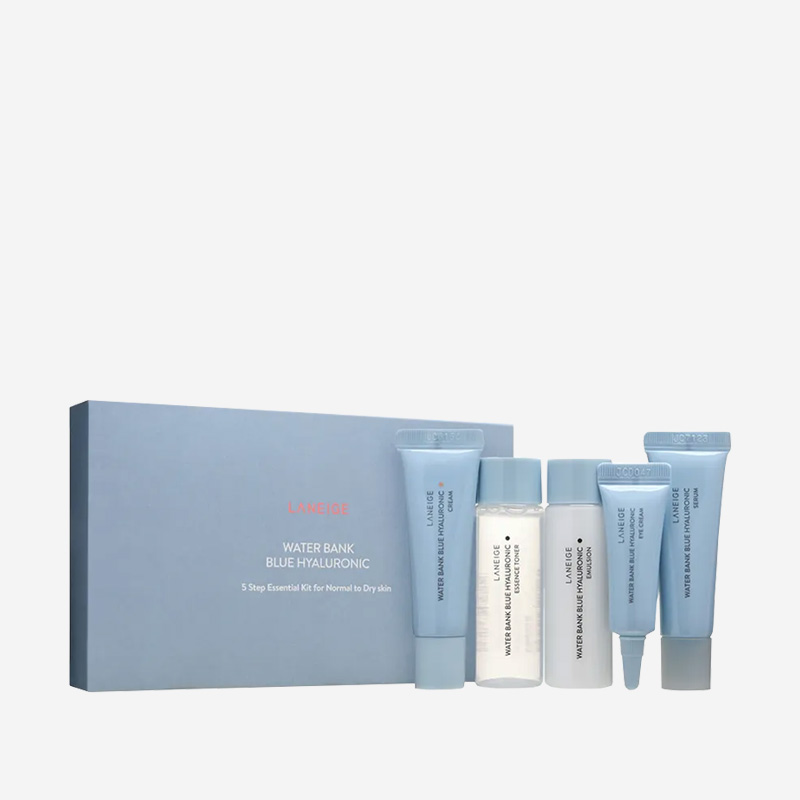 LANEIGE
WATER BANK
BLUE HYALURONIC
5 Step Essential Kit for Normal to Dry skin
LANEIGE
WATER BANK BLUE HYALURONIC
CREAM
LANEIGE
WATER BANK BLUE HYALURONIC
ESSENCE TONER
LANEIGE
WATER BANK BLUE HYALURONIC
EMULSION
LANEIGE
WATER BANK BLUE HYALURONIC
EYE CREAM
LANEIGE
WATER BANK BLUE HYALURONIC
SERUM